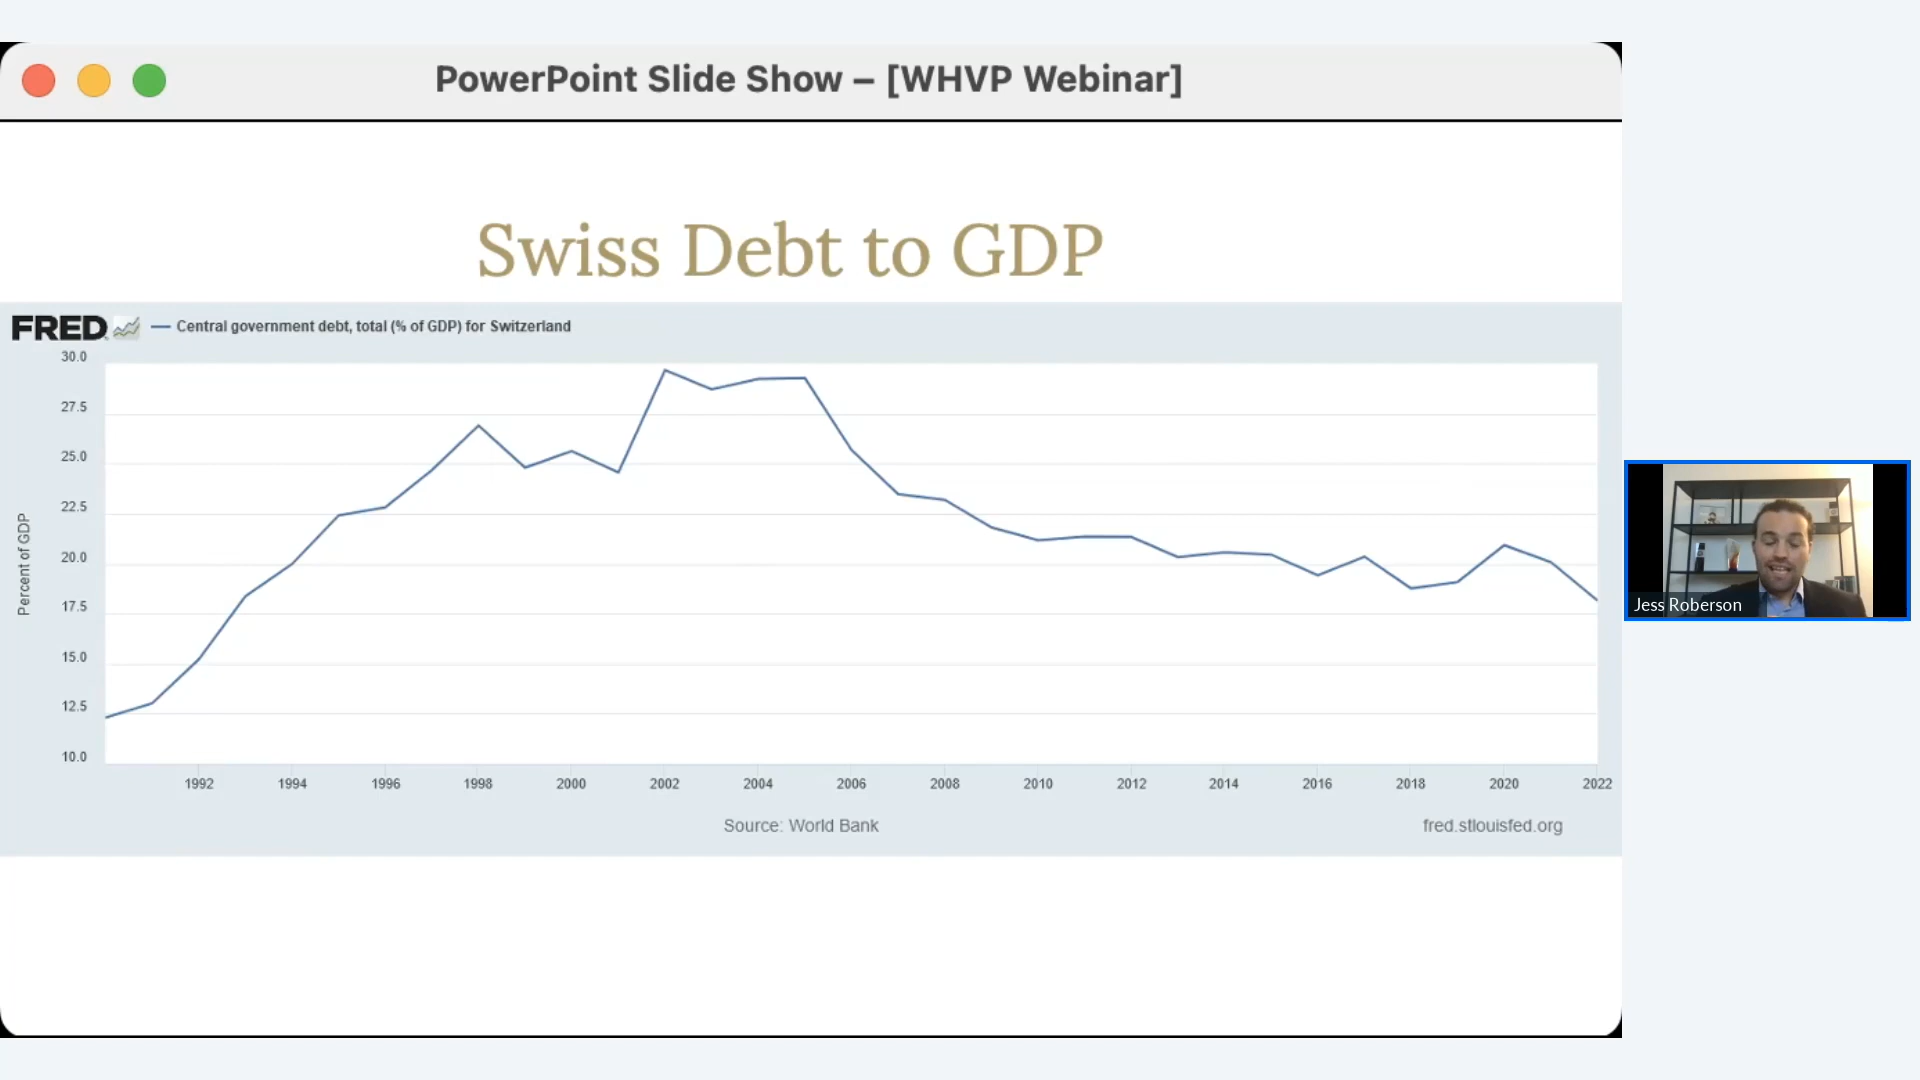 PowerPoint Slide Show – [WHVP Webinar]
Swiss Debt to GDP
FRED — Central government debt, total (% of GDP) for Switzerland
30.0
27.5
25.0
22.5
20.0
17.5
15.0
12.5
10.0
Percent of GDP
1992 1994 1996 1998 2000 2002 2004 2006 2008 2010 2012 2014 2016 2018 2020 2022
Source: World Bank fred.stlouisfed.org
Jess Roberson